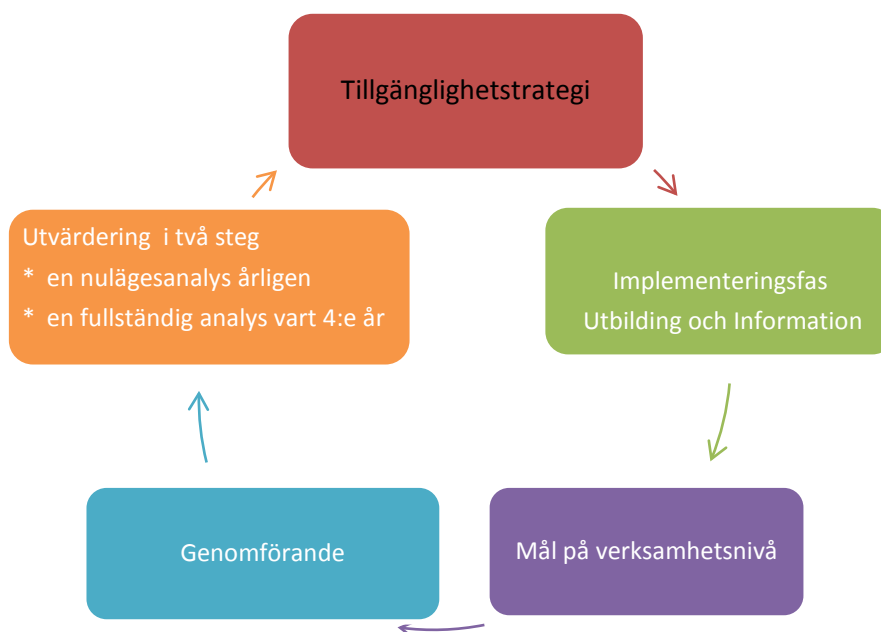 Tillgänglighetstrategi
Implementeringsfas
Utbilding och Information
Mål på verksamhetsnivå
Genomförande
Utvärdering i två steg
* en nulägesanalys årligen
* en fullständig analys vart 4:e år